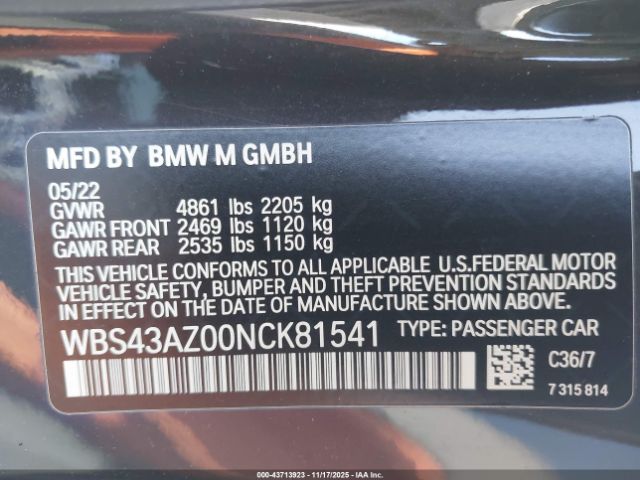 MFD BY BMW M GMBH
05/22
GVWR 4861 lbs 2205 kg
GAWR FRONT 2469 lbs 1120 kg
GAWR REAR 2535 lbs 1150 kg
THIS VEHICLE CONFORMS TO ALL APPLICABLE U.S.FEDERAL MOTOR
VEHICLE SAFETY, BUMPER AND THEFT PREVENTION STANDARDS
IN EFFECT ON THE DATE OF MANUFACTURE SHOWN ABOVE.
WBS43AZ00NCK81541 TYPE: PASSENGER CAR
C36/7
7 315 814
000-43713923 - 11/17/2025 - IAA Inc.